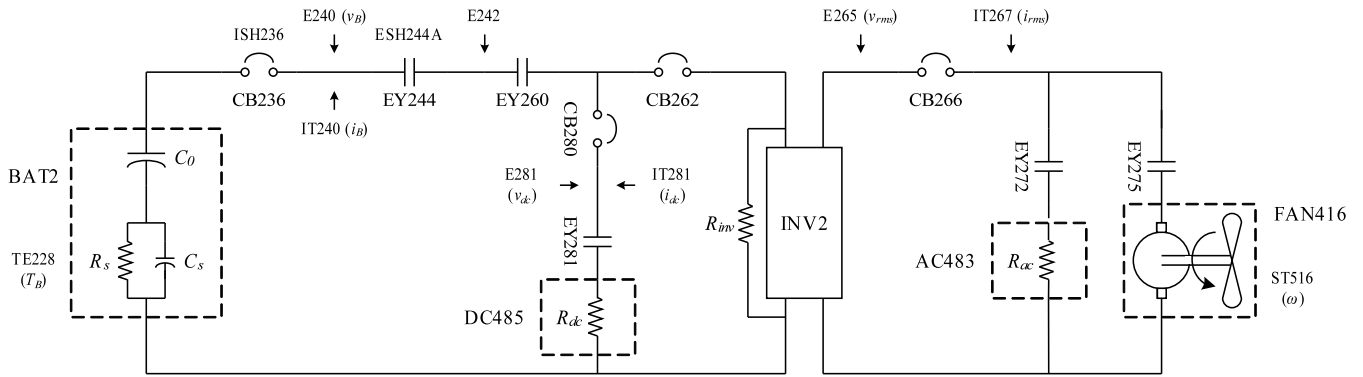 E240 (v_B)
E242
E265 (v_rms)
IT267 (i_rms)
ISH236
ESH244A
CB236
EY244
EY260
CB262
CB266
IT240 (i_B)
CB280
BAT2
C_0
E281
(v_dc)
IT281
(i_dc)
EY272
EY275
R_inv
INV2
FAN416
EY281
TE228
(T_B)
R_s
C_s
AC483
R_ac
ST516
(ω)
DC485
R_dc